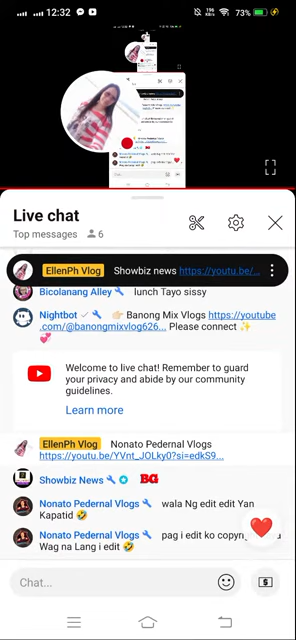 12:32
196
KB/s
73%
Live chat
Top messages
6
EllenPh Vlog Showbiz news https://youtu.be/...
Bicolanang Alley lunch Tayo sissy
Nightbot Banong Mix Vlogs https://youtube
.com/@banongmixvlog626... Please connect
Welcome to live chat! Remember to guard
your privacy and abide by our community
guidelines.
Learn more
EllenPh Vlog Nonato Pedernal Vlogs
https://youtu.be/YVnt_JOLky0?si=edkS9...
Showbiz News BG
Nonato Pedernal Vlogs wala Ng edit edit Yan
Kapatid
Nonato Pedernal Vlogs pag i edit ko
Wag na Lang i edit
Chat...